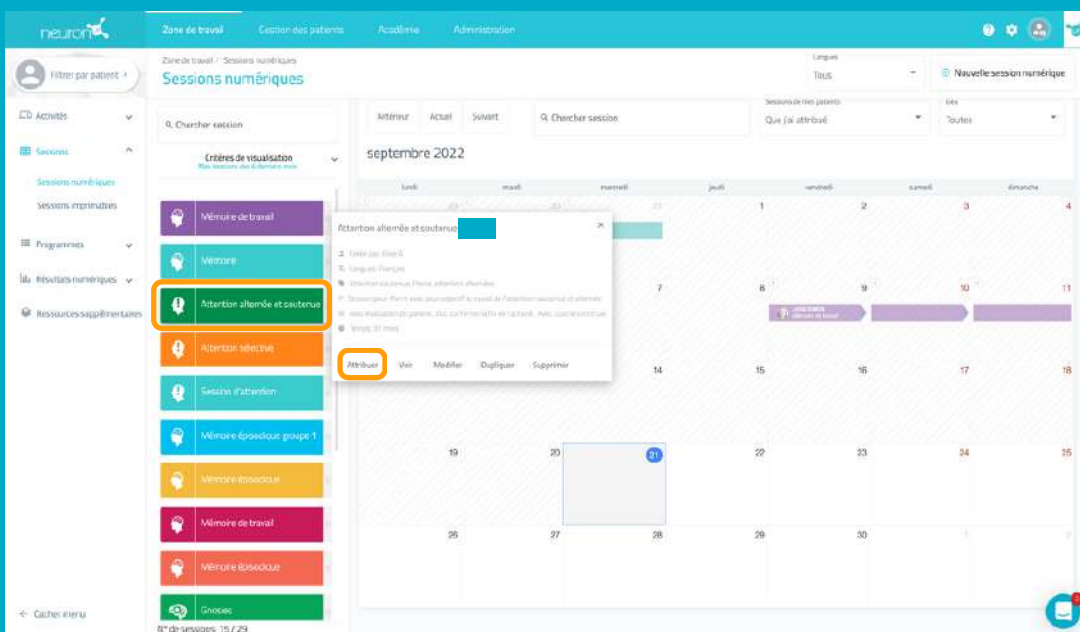 neuron
Zone de travail Gestion des patients Académie Administration
Filtrer par patient
Zone de travail / Sessions numériques
Sessions numériques
Langues
Tous
Nouvelle session numérique
Activités
Sessions
Sessions numériques
Sessions imprimables
Programmes
Résultats numériques
Ressources supplémentaires
Cacher menu
Chercher session
Critères de visualisation
Mémoire de travail
Mémoire
Attention alternée et soutenue
Attention sélective
Session d'attention
Mémoire épisodique groupe 1
Mémoire épisodique
Mémoire de travail
Mémoire épisodique
Gnosies
N° de sessions: 15 / 29
Antérieur Actuel Suivant
Chercher session
Sessions de mes patients
Que j'ai attribué
Toutes
septembre 2022
lundi mardi mercredi jeudi vendredi samedi dimanche
1 2 3 4
Attention alternée et soutenue
Langues: Français
7 8 9 10 11
Attribuer Voir Modifier Dupliquer Supprimer
14 15 16 17 18
19 20 21 22 23 24 25
26 27 28 29 30